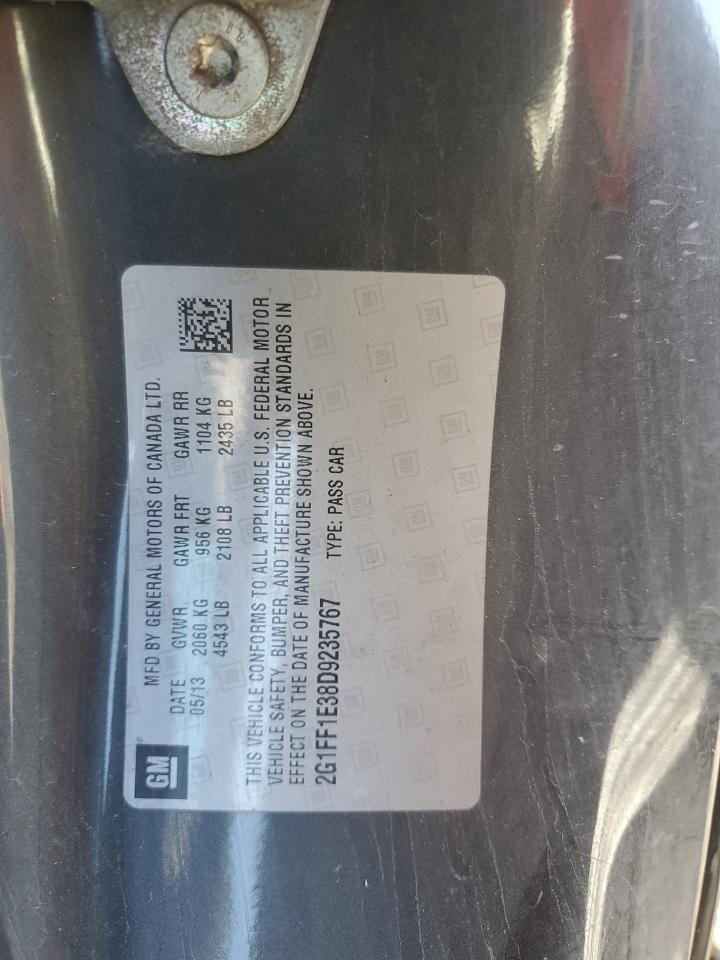 GM
MFD BY GENERAL MOTORS OF CANADA LTD.
DATE GVWR GAWR FRT GAWR RR
05/13 2060 KG 956 KG 1104 KG
4543 LB 2108 LB 2435 LB
THIS VEHICLE CONFORMS TO ALL APPLICABLE U.S. FEDERAL MOTOR
VEHICLE SAFETY, BUMPER, AND THEFT PREVENTION STANDARDS IN
EFFECT ON THE DATE OF MANUFACTURE SHOWN ABOVE.
2G1FF1E38D9235767 TYPE: PASS CAR